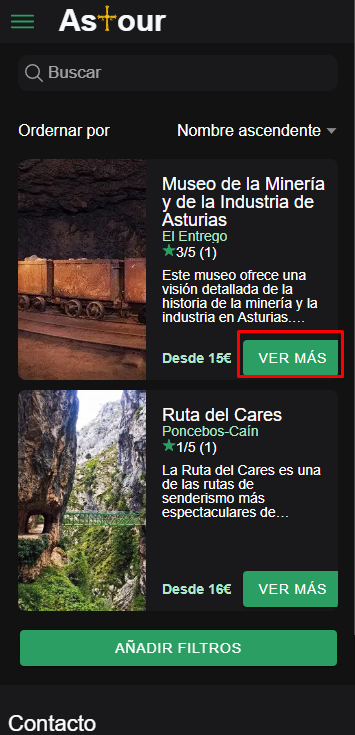 Astour
Buscar
Ordernar por
Nombre ascendente
Museo de la Minería
y de la Industria de
Asturias
El Entrego
★3/5 (1)
Este museo ofrece una
visión detallada de la
historia de la minería y la
industria en Asturias....
Desde 15€
VER MÁS
Ruta del Cares
Poncebos-Caín
★1/5 (1)
La Ruta del Cares es una
de las rutas de
senderismo más
espectaculares de...
Desde 16€
VER MÁS
AÑADIR FILTROS
Contacto